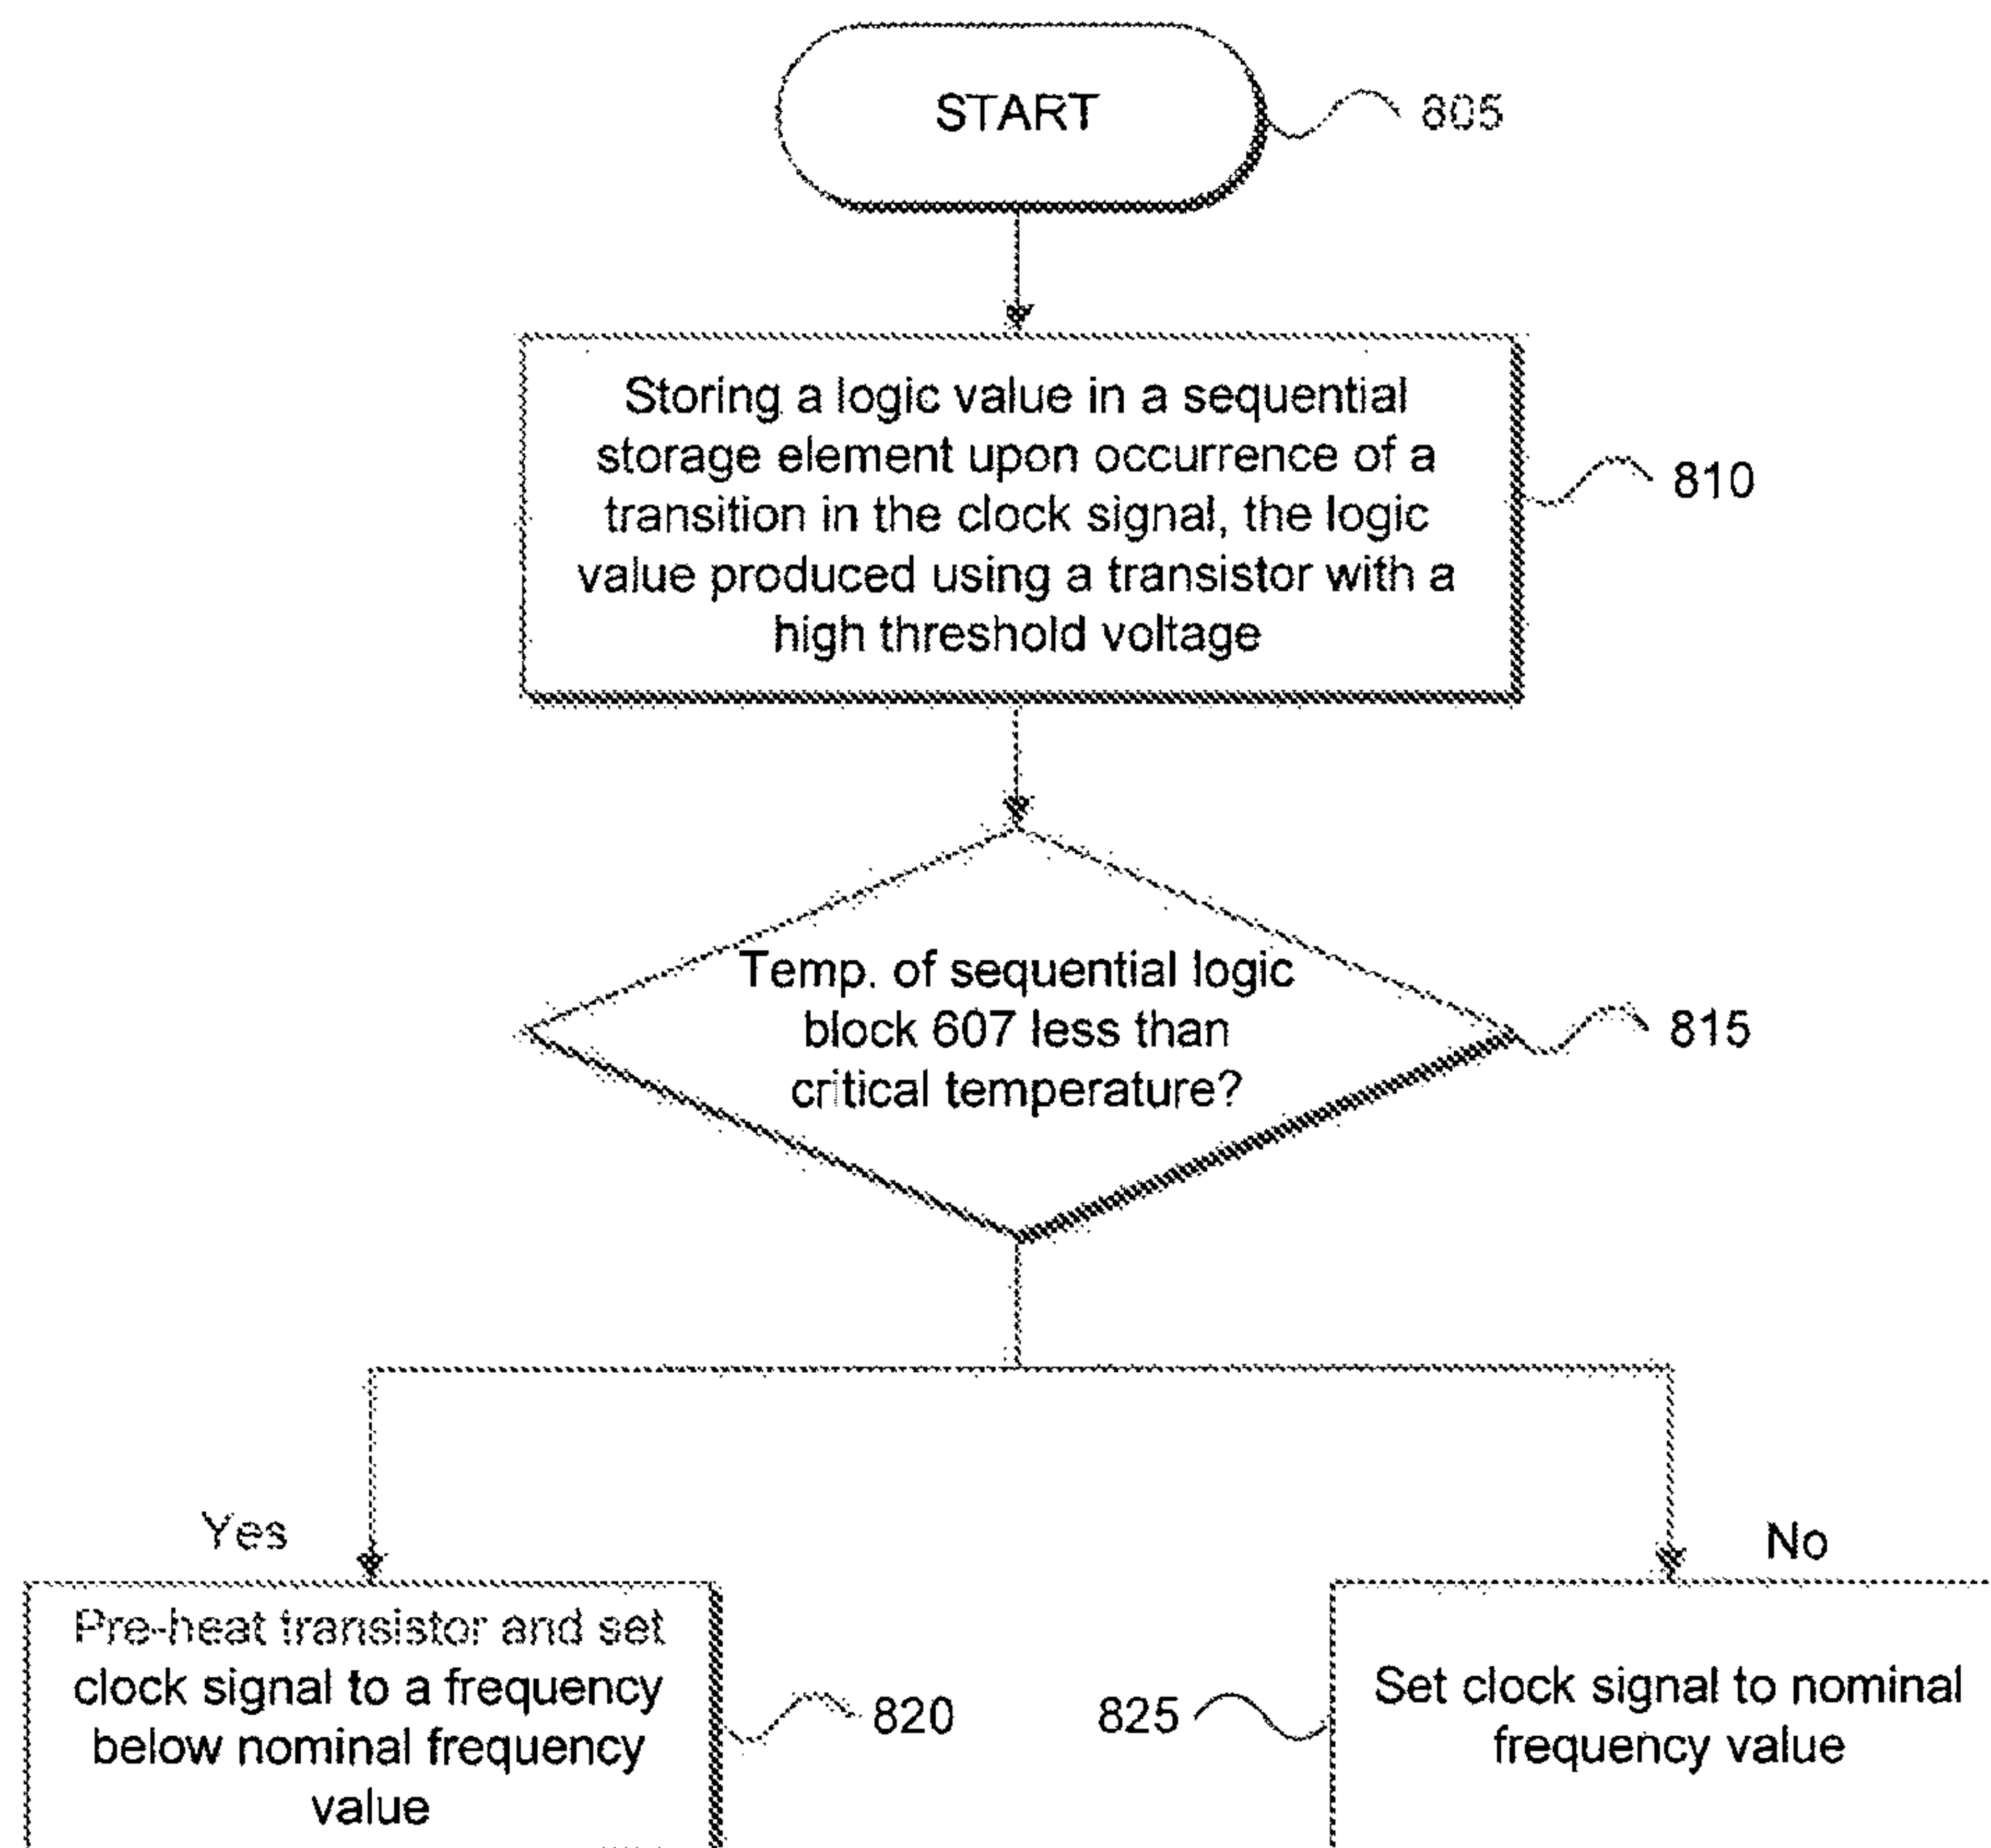 START
805
Storing a logic value in a sequential
storage element upon occurrence of a
transition in the clock signal, the logic
value produced using a transistor with a
high threshold voltage
810
Temp. of sequential logic
block 607 less than
critical temperature?
815
Yes
No
Pre-heat transistor and set
clock signal to a frequency
below nominal frequency
value
820
825
Set clock signal to nominal
frequency value